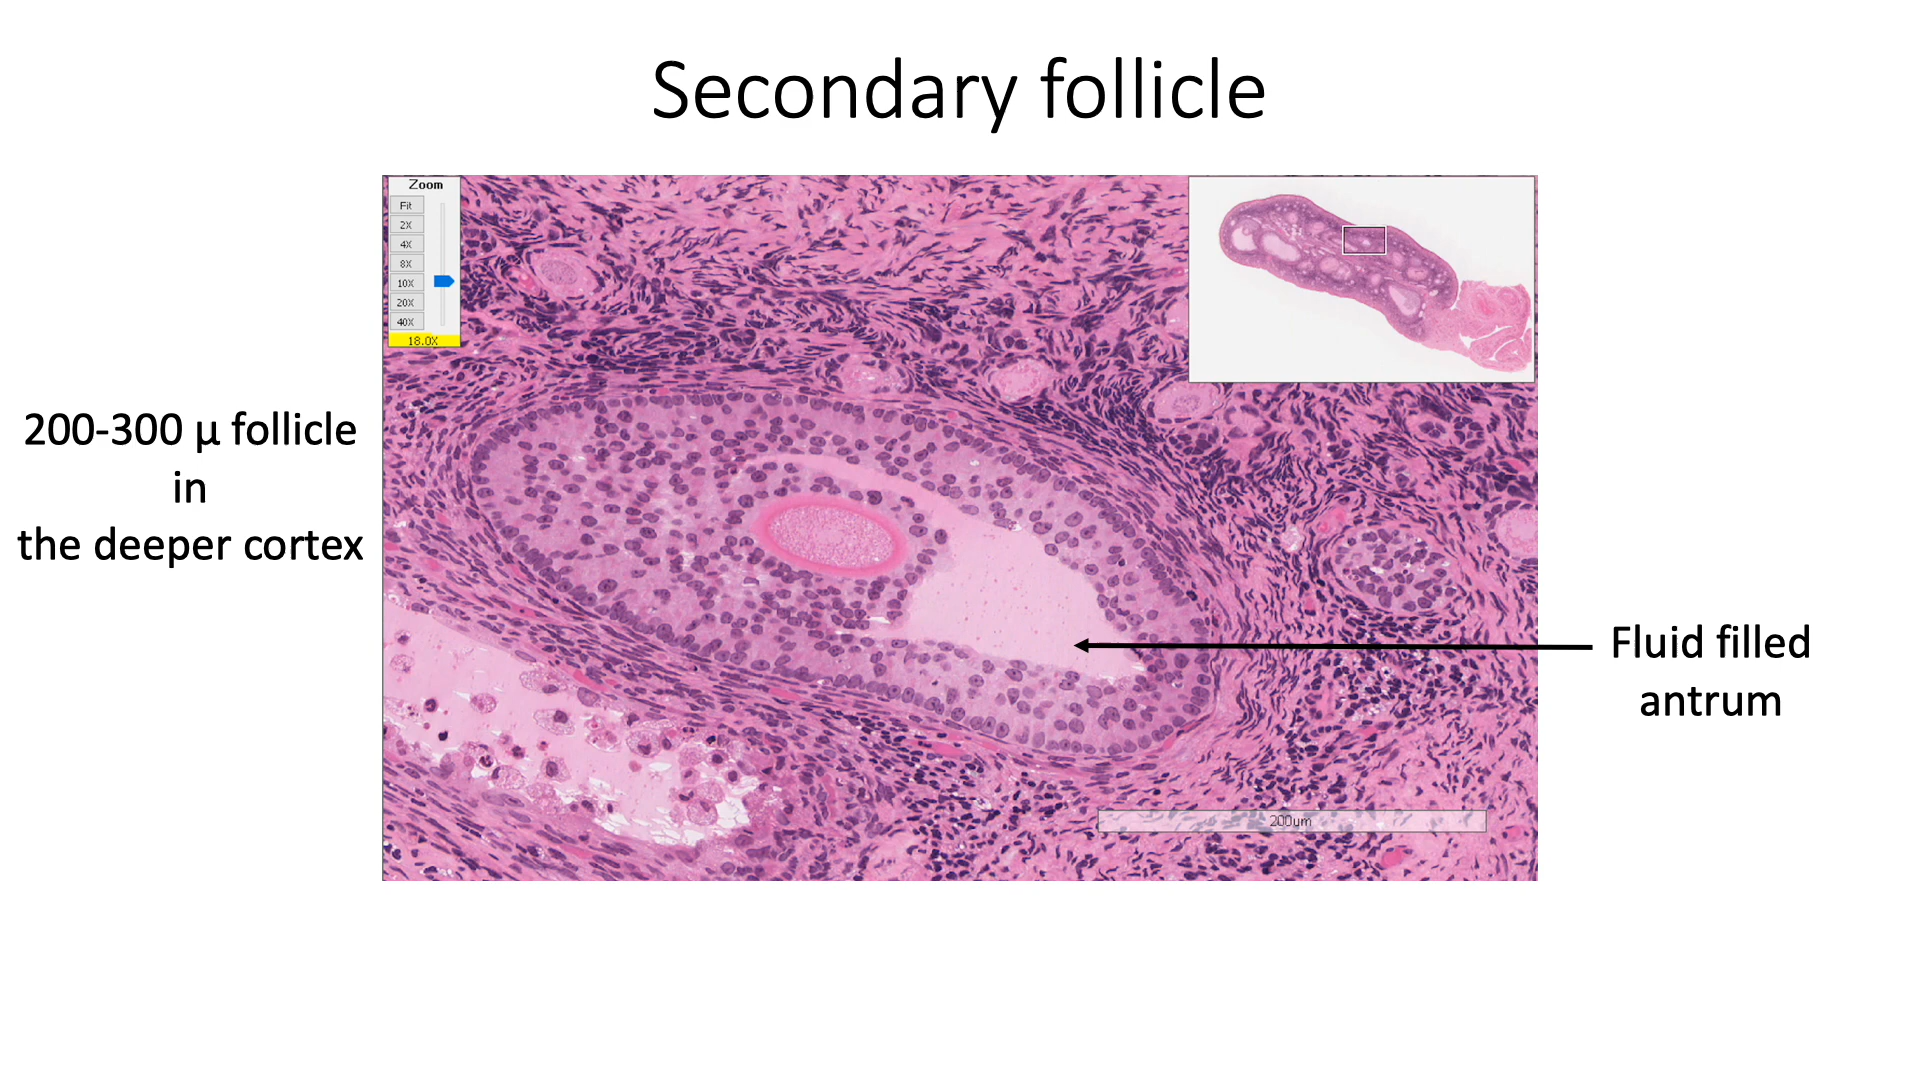 Secondary follicle
Zoom
Fit
2X
4X
8X
10X
20X
40X
18.0X
200-300 µ follicle
in
the deeper cortex
Fluid filled
antrum
200um